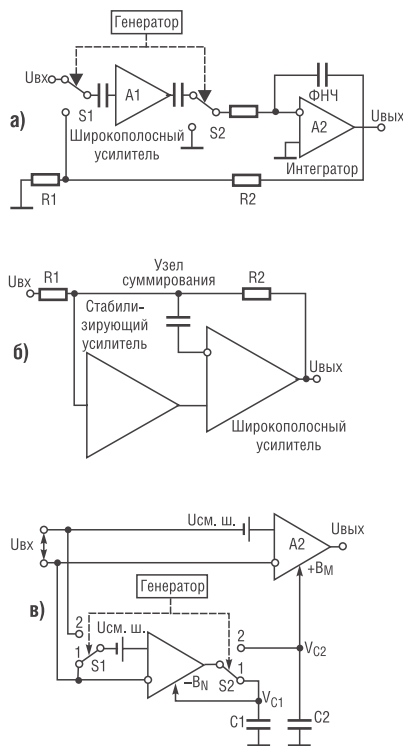 Генератор
Uвх
S1
A1
S2
ФНЧ
A2
Uвых
а)
Широкополосный
усилитель
Интегратор
R1
R2
Uвх
R1
Узел
суммирования
R2
Стабили-
зирующий
усилитель
б)
Uвых
Широкополосный
усилитель
Uсм. ш.
A2
Uвых
Uвх
+BM
Генератор
2
Uсм. ш.
1
S1
2
1
S2
VC2
в)
–BN
VC1
C1
C2